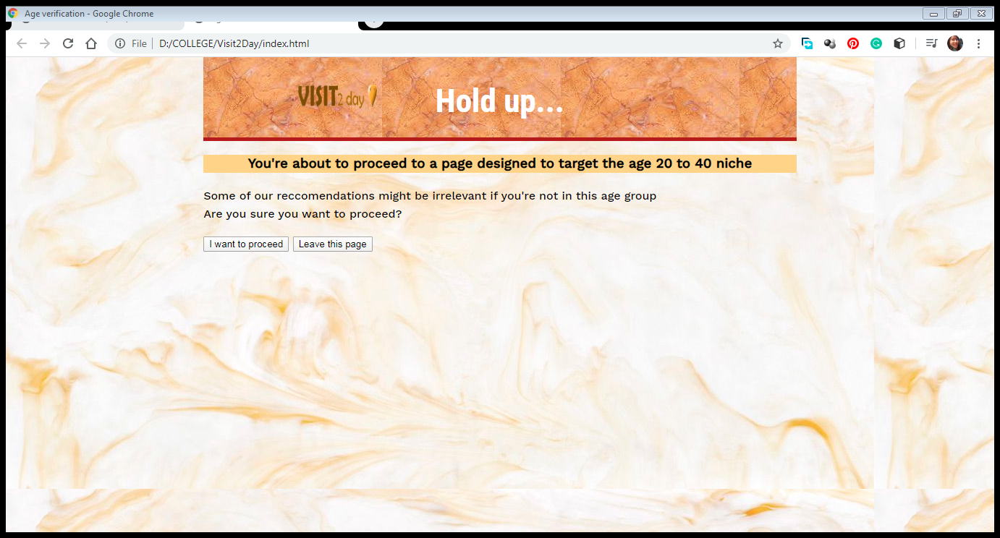 Age verification - Google Chrome
File D:/COLLEGE/Visit2Day/index.html
VISIT2 day
Hold up...
You're about to proceed to a page designed to target the age 20 to 40 niche
Some of our reccomendations might be irrelevant if you're not in this age group
Are you sure you want to proceed?
I want to proceed Leave this page